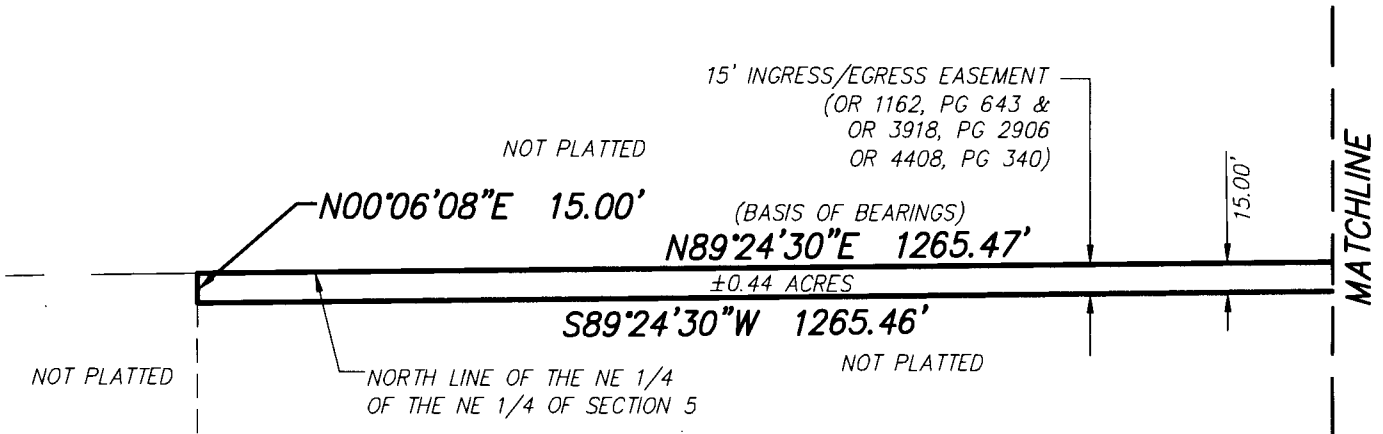 15' INGRESS/EGRESS EASEMENT
(OR 1162, PG 643 &
OR 3918, PG 2906
OR 4408, PG 340)
NOT PLATTED
N00°06'08"E 15.00'
(BASIS OF BEARINGS)
N89°24'30"E 1265.47'
15.00'
MATCHLINE
±0.44 ACRES
S89°24'30"W 1265.46'
NOT PLATTED
NOT PLATTED
NORTH LINE OF THE NE 1/4
OF THE NE 1/4 OF SECTION 5